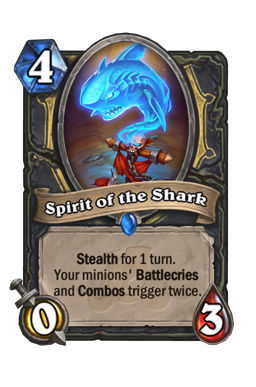 4
Spirit of the Shark
Stealth for 1 turn.
Your minions' Battlecries
and Combos trigger twice.
0
3